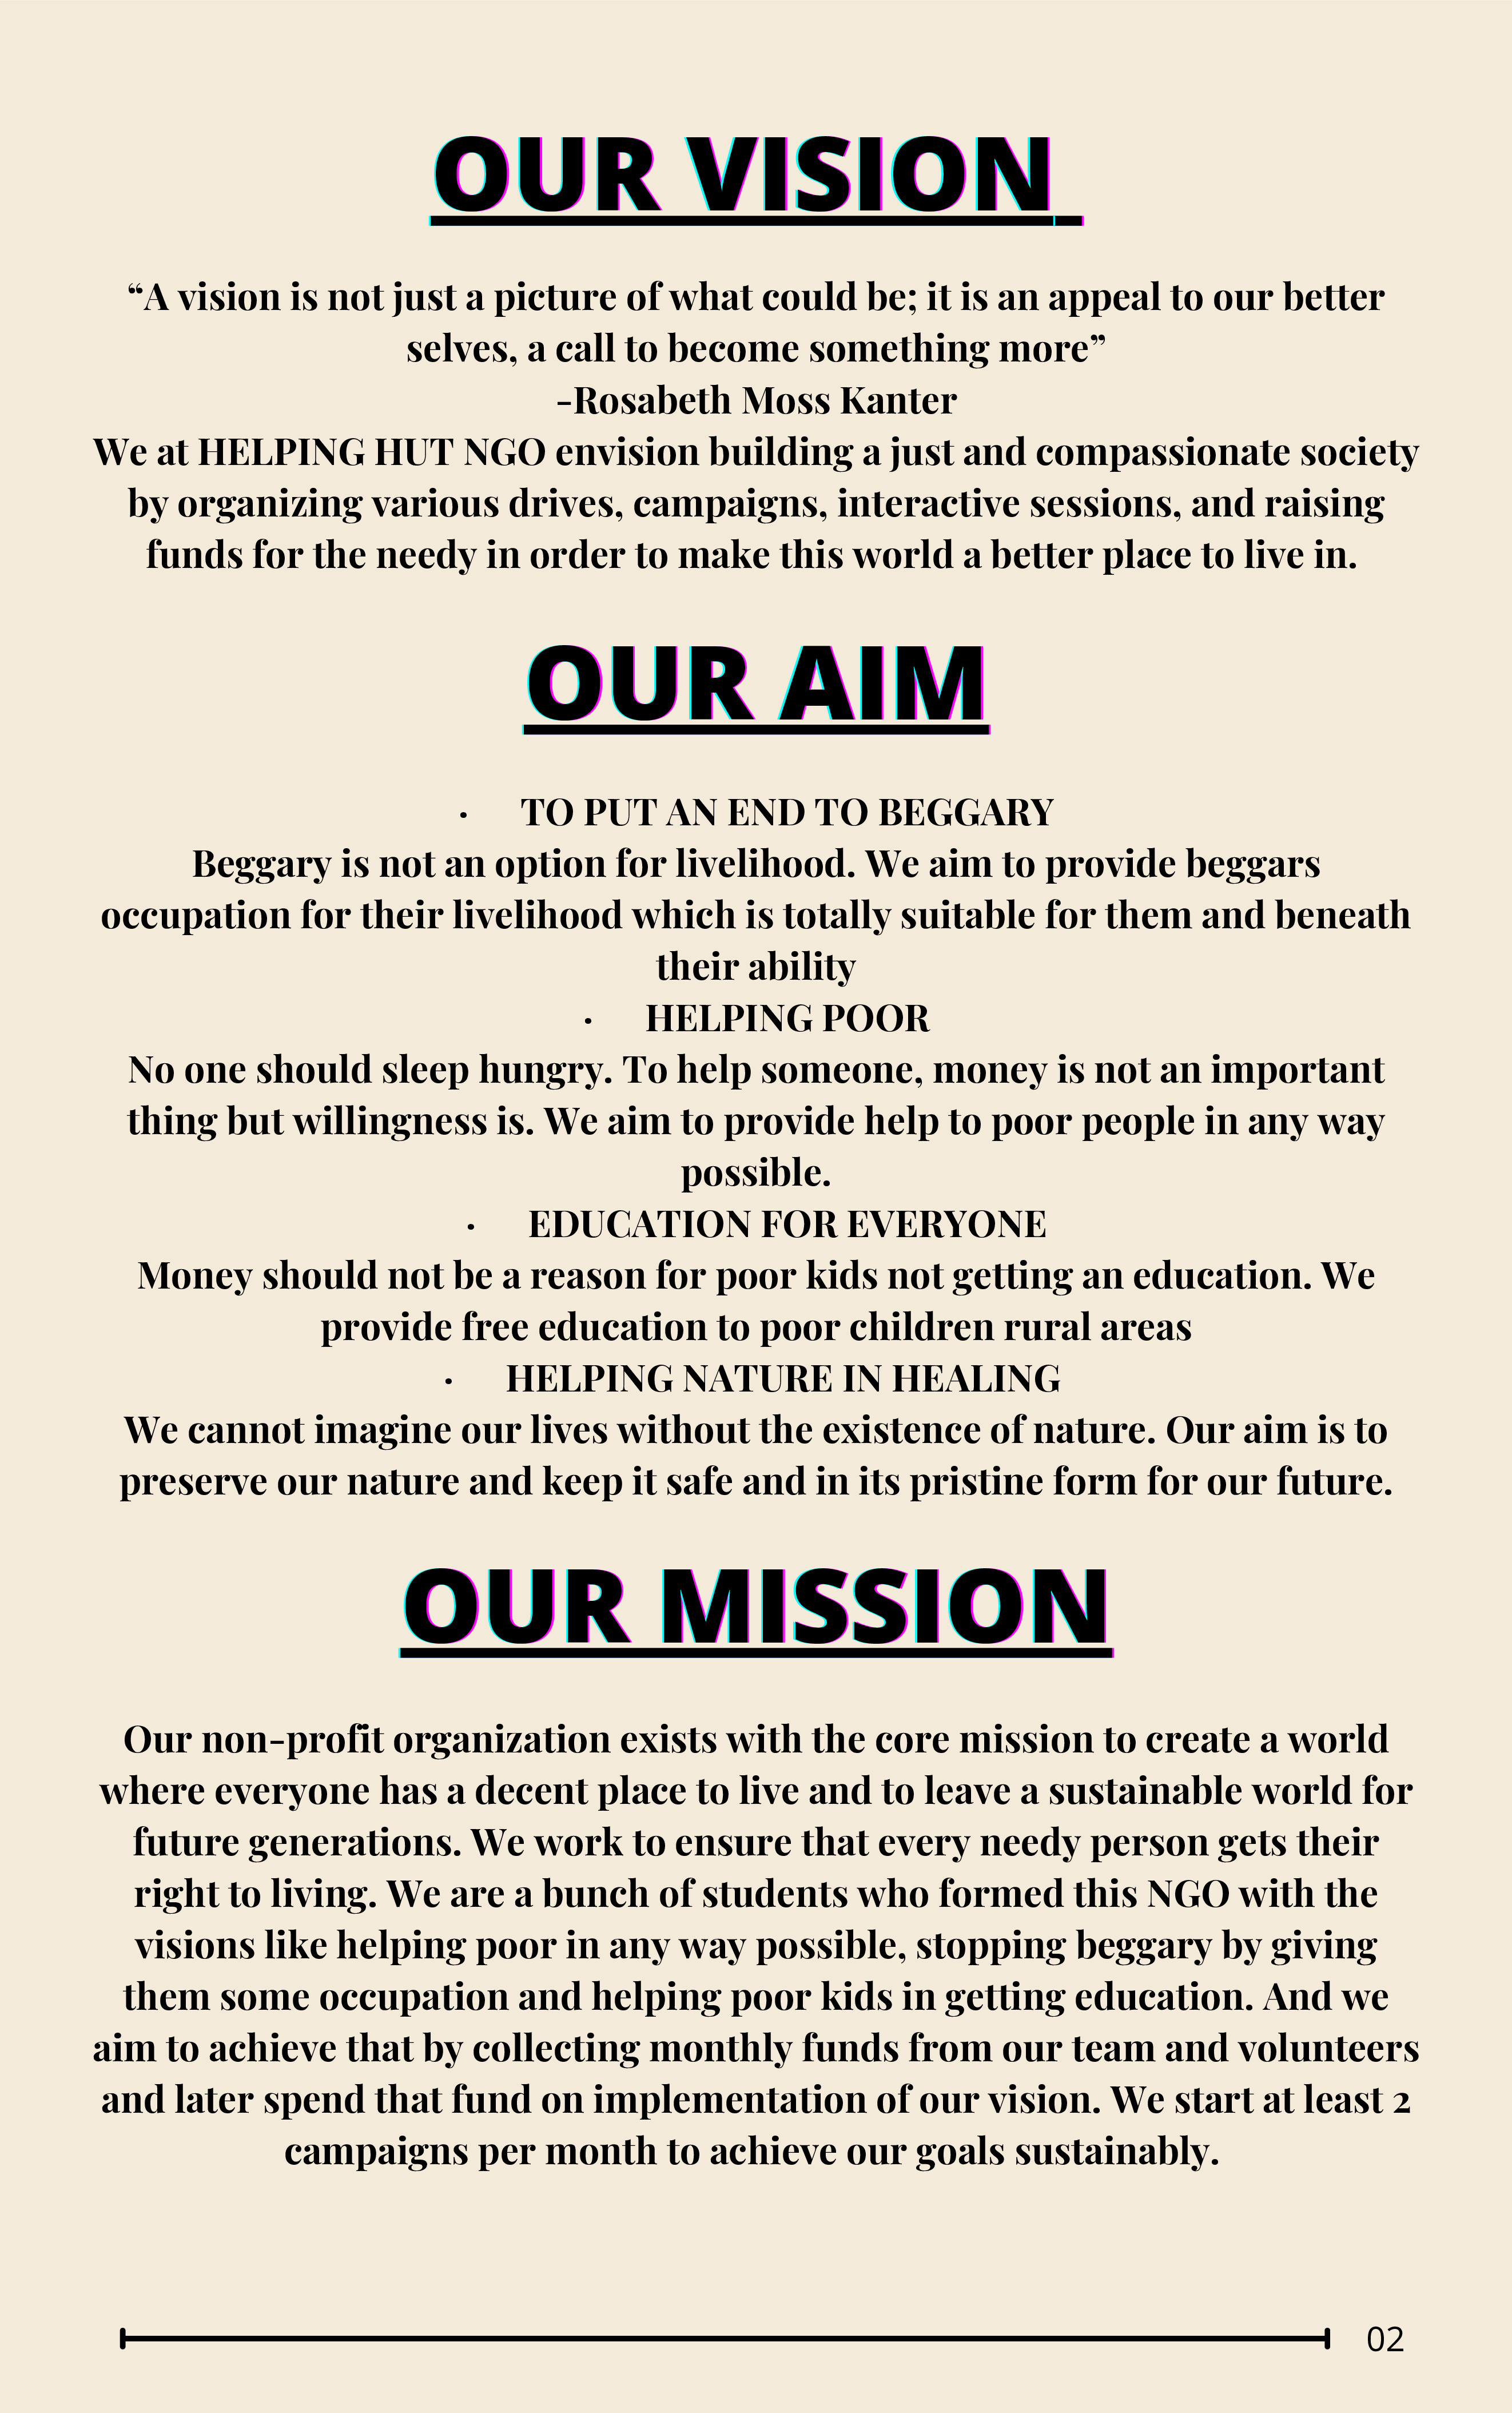 OUR VISION
“A vision is not just a picture of what could be; it is an appeal to our better
selves, a call to become something more”
-Rosabeth Moss Kanter
We at HELPING HUT NGO envision building a just and compassionate society
by organizing various drives, campaigns, interactive sessions, and raising
funds for the needy in order to make this world a better place to live in.
OUR AIM
· TO PUT AN END TO BEGGARY
Beggary is not an option for livelihood. We aim to provide beggars
occupation for their livelihood which is totally suitable for them and beneath
their ability
· HELPING POOR
No one should sleep hungry. To help someone, money is not an important
thing but willingness is. We aim to provide help to poor people in any way
possible.
· EDUCATION FOR EVERYONE
Money should not be a reason for poor kids not getting an education. We
provide free education to poor children rural areas
· HELPING NATURE IN HEALING
We cannot imagine our lives without the existence of nature. Our aim is to
preserve our nature and keep it safe and in its pristine form for our future.
OUR MISSION
Our non-profit organization exists with the core mission to create a world
where everyone has a decent place to live and to leave a sustainable world for
future generations. We work to ensure that every needy person gets their
right to living. We are a bunch of students who formed this NGO with the
visions like helping poor in any way possible, stopping beggary by giving
them some occupation and helping poor kids in getting education. And we
aim to achieve that by collecting monthly funds from our team and volunteers
and later spend that fund on implementation of our vision. We start at least 2
campaigns per month to achieve our goals sustainably.
02